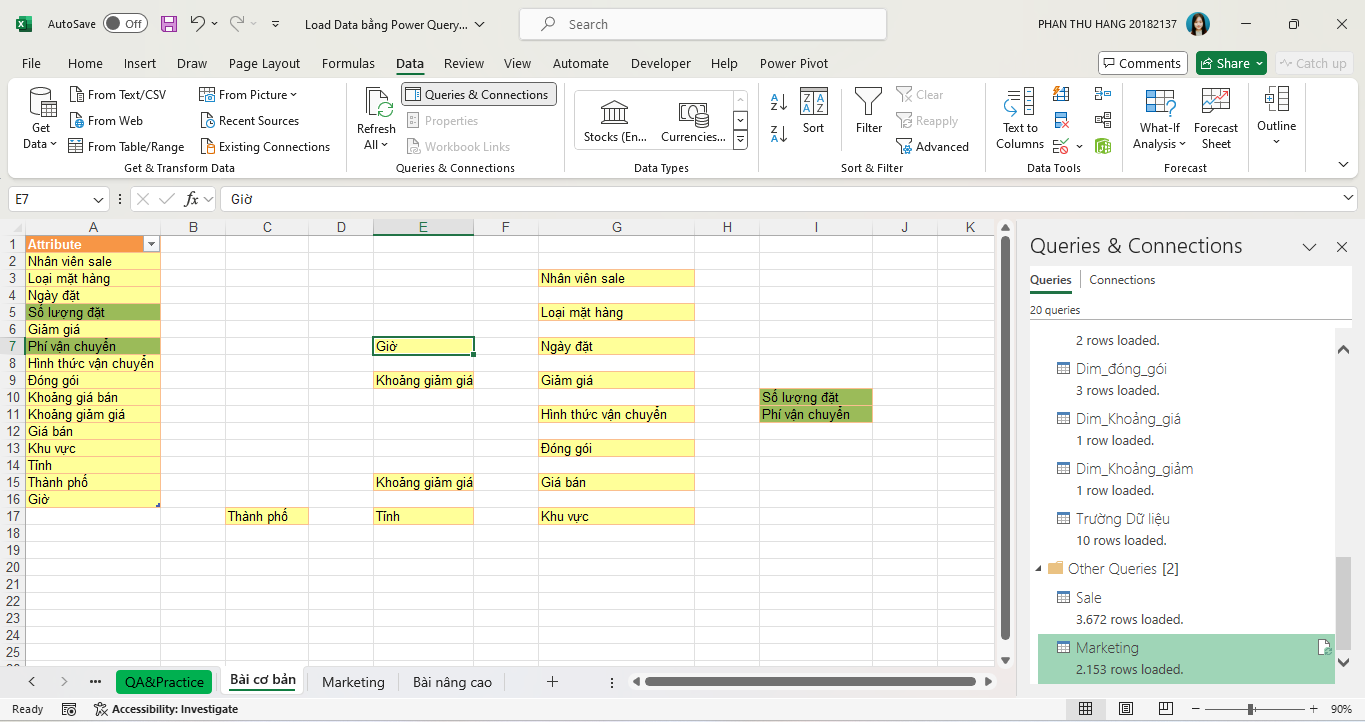 AutoSave Off Load Data bằng Power Query... Search PHAN THU HANG 20182137
File Home Insert Draw Page Layout Formulas Data Review View Automate Developer Help Power Pivot Comments Share Catch up
Get Data
From Text/CSV
From Web
From Table/Range
From Picture
Recent Sources
Existing Connections
Get & Transform Data
Refresh All
Queries & Connections
Properties
Workbook Links
Queries & Connections
Stocks (En... Currencies...
Data Types
Sort
Filter
Clear
Reapply
Advanced
Sort & Filter
Text to Columns
Data Tools
What-If Analysis
Forecast Sheet
Forecast
Outline
E7 fx Giờ
A B C D E F G H I J K
1 Attribute
2 Nhân viên sale
3 Loại mặt hàng Nhân viên sale
4 Ngày đặt
5 Số lượng đặt Loại mặt hàng
6 Giảm giá
7 Phí vận chuyển Giờ Ngày đặt
8 Hình thức vận chuyển
9 Đóng gói Khoảng giảm giá Giảm giá
10 Khoảng giá bán Số lượng đặt
11 Khoảng giảm giá Hình thức vận chuyển Phí vận chuyển
12 Giá bán
13 Khu vực Đóng gói
14 Tỉnh
15 Thành phố Khoảng giảm giá Giá bán
16 Giờ
17 Thành phố Tỉnh Khu vực
18
19
20
21
22
23
24
25
Queries & Connections
Queries Connections
20 queries
2 rows loaded.
Dim_đóng_gói
3 rows loaded.
Dim_Khoảng_giá
1 row loaded.
Dim_Khoảng_giảm
1 row loaded.
Trường Dữ liệu
10 rows loaded.
Other Queries [2]
Sale
3.672 rows loaded.
Marketing
2.153 rows loaded.
QA&Practice Bài cơ bản Marketing Bài nâng cao
Ready Accessibility: Investigate 90%